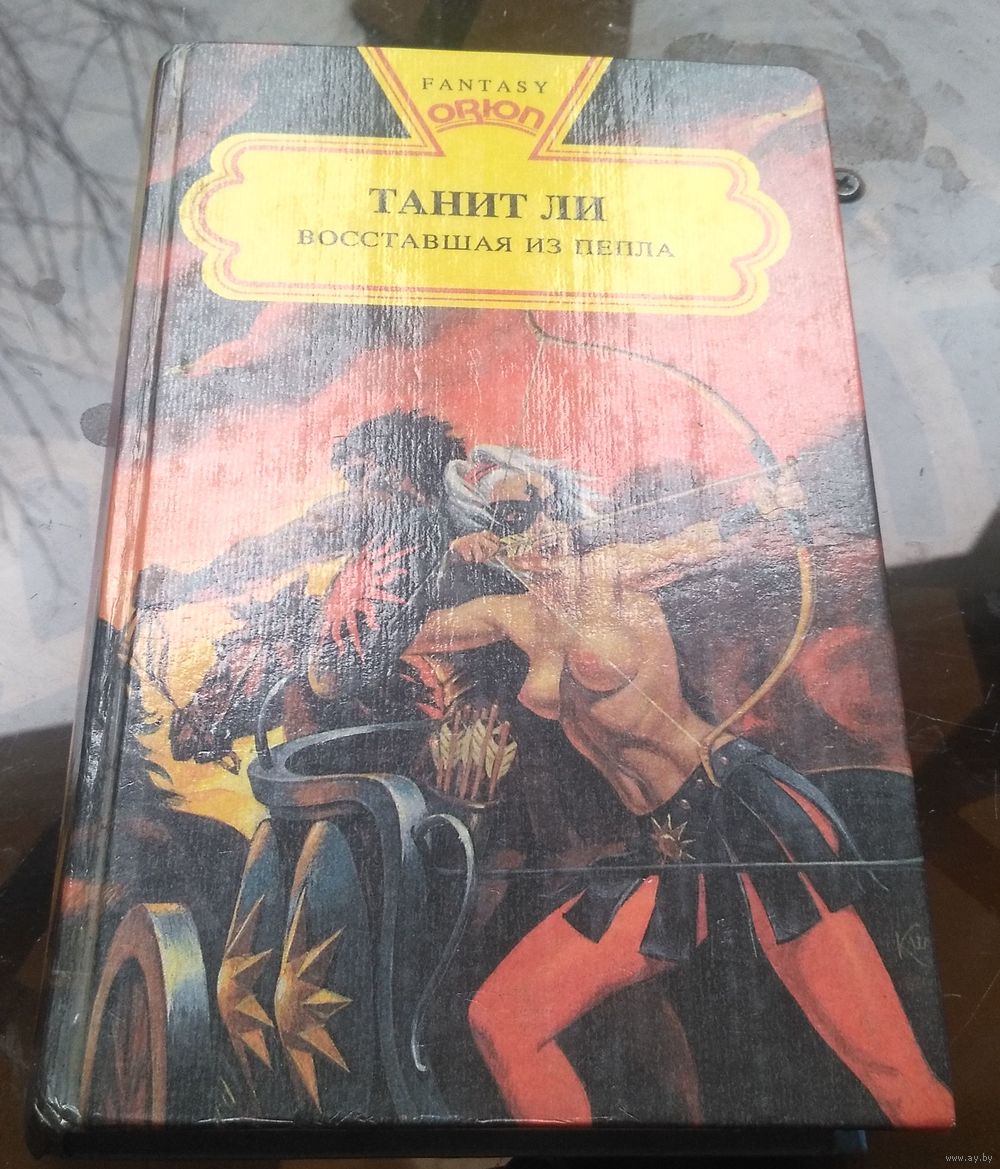 FANTASY
ORION
ТАНИТ ЛИ
ВОССТАВШАЯ ИЗ ПЕПЛА
www.ay.by